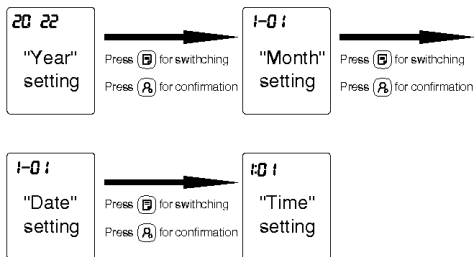 20 22
"Year"
setting
Press for swithching
Press for confirmation
1-01
"Month"
setting
Press for swithching
Press for confirmation
1-01
"Date"
setting
Press for swithching
Press for confirmation
1:01
"Time"
setting